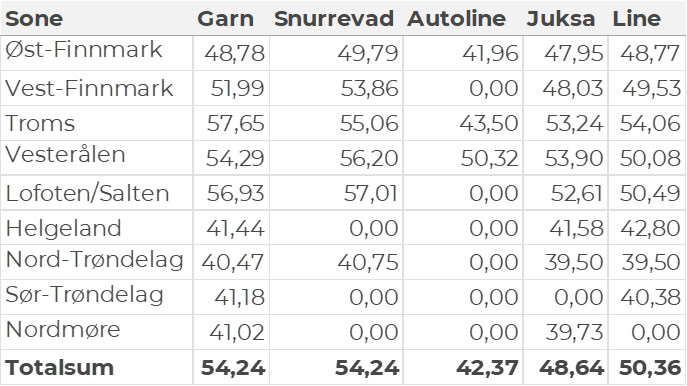 Sone Garn Snurrevad Autoline Juksa Line
Øst-Finnmark 48,78 49,79 41,96 47,95 48,77
Vest-Finnmark 51,99 53,86 0,00 48,03 49,53
Troms 57,65 55,06 43,50 53,24 54,06
Vesterålen 54,29 56,20 50,32 53,90 50,08
Lofoten/Salten 56,93 57,01 0,00 52,61 50,49
Helgeland 41,44 0,00 0,00 41,58 42,80
Nord-Trøndelag 40,47 40,75 0,00 39,50 39,50
Sør-Trøndelag 41,18 0,00 0,00 0,00 40,38
Nordmøre 41,02 0,00 0,00 39,73 0,00
Totalsum 54,24 54,24 42,37 48,64 50,36